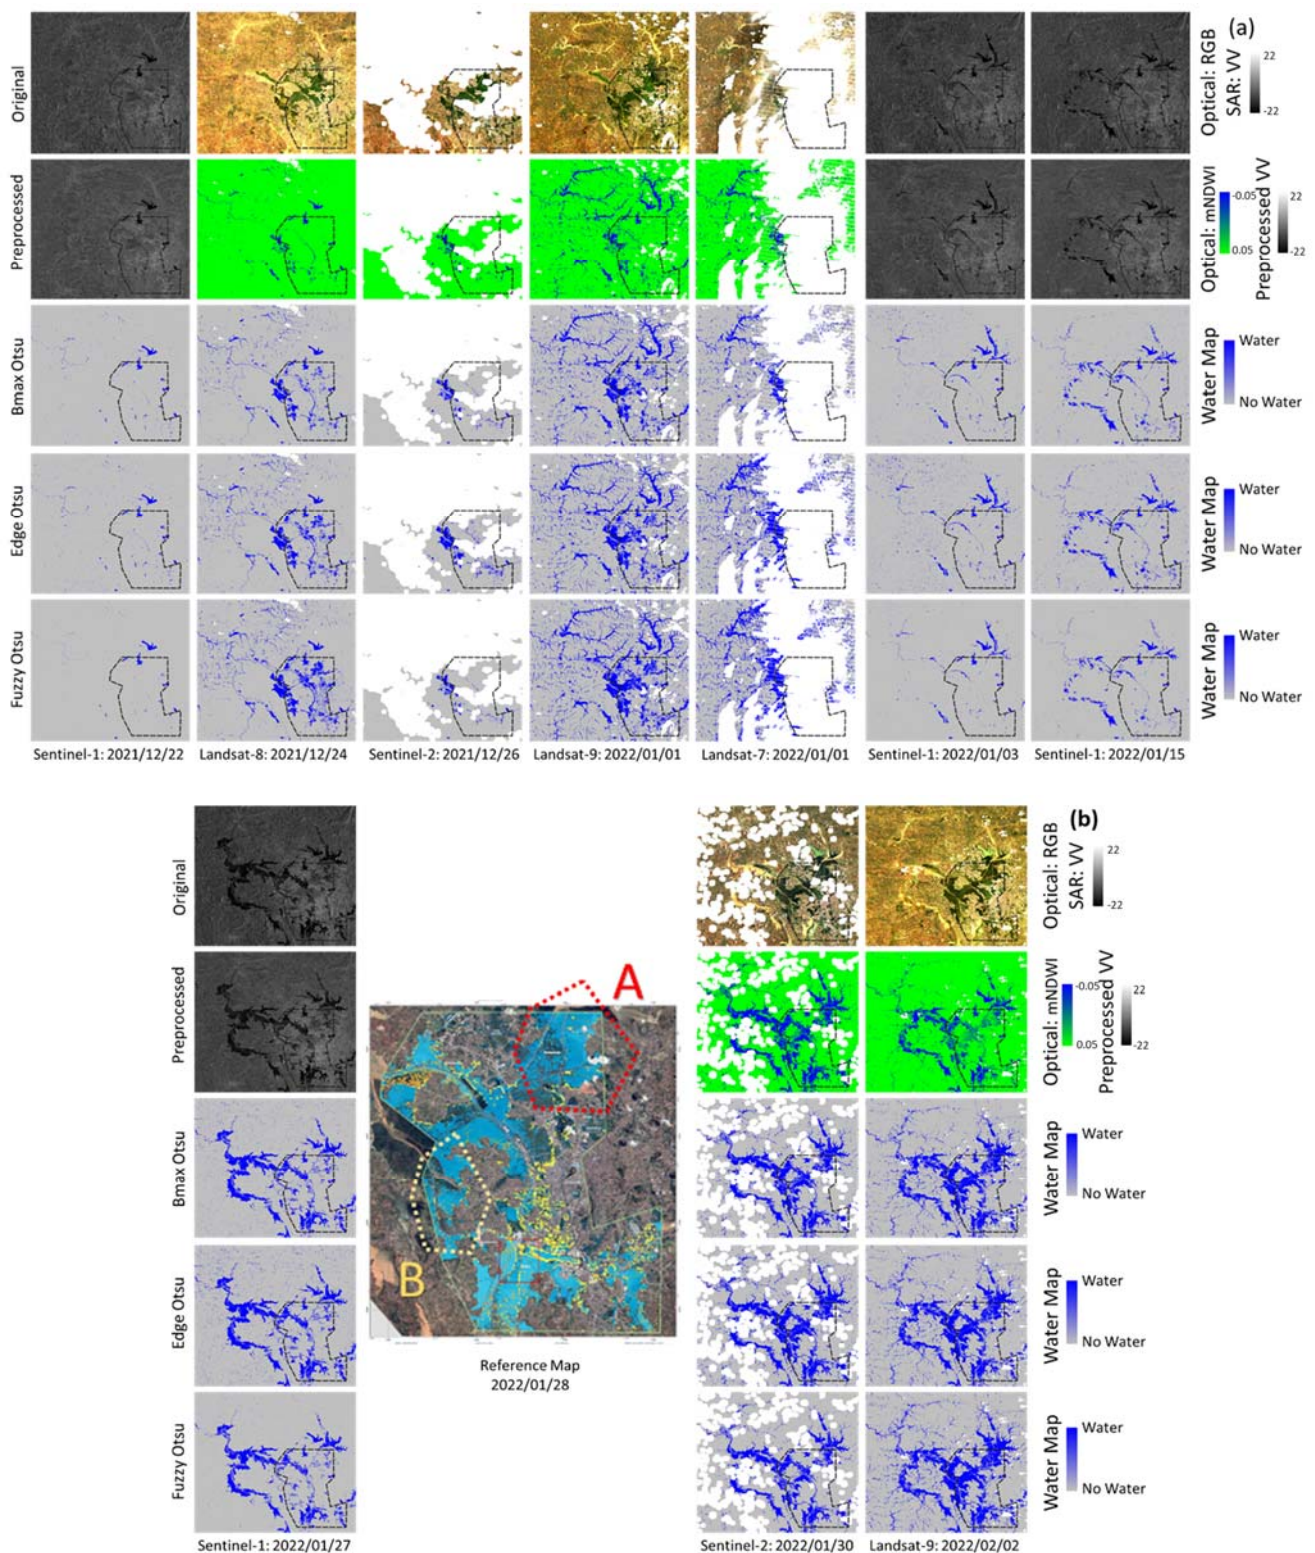 (a)
Original
Optical: RGB
SAR: VV
22
-22
Preprocessed
Optical: mNDWI
-0.05
0.05
Preprocessed VV
22
-22
Bmax Otsu
Water Map
Water
No Water
Edge Otsu
Water Map
Water
No Water
Fuzzy Otsu
Water Map
Water
No Water
Sentinel-1: 2021/12/22
Landsat-8: 2021/12/24
Sentinel-2: 2021/12/26
Landsat-9: 2022/01/01
Landsat-7: 2022/01/01
Sentinel-1: 2022/01/03
Sentinel-1: 2022/01/15
(b)
Original
Optical: RGB
SAR: VV
22
-22
Preprocessed
A
B
Optical: mNDWI
-0.05
0.05
Preprocessed VV
22
-22
Bmax Otsu
Water Map
Water
No Water
Edge Otsu
Reference Map
2022/01/28
Water Map
Water
No Water
Fuzzy Otsu
Water Map
Water
No Water
Sentinel-1: 2022/01/27
Sentinel-2: 2022/01/30
Landsat-9: 2022/02/02